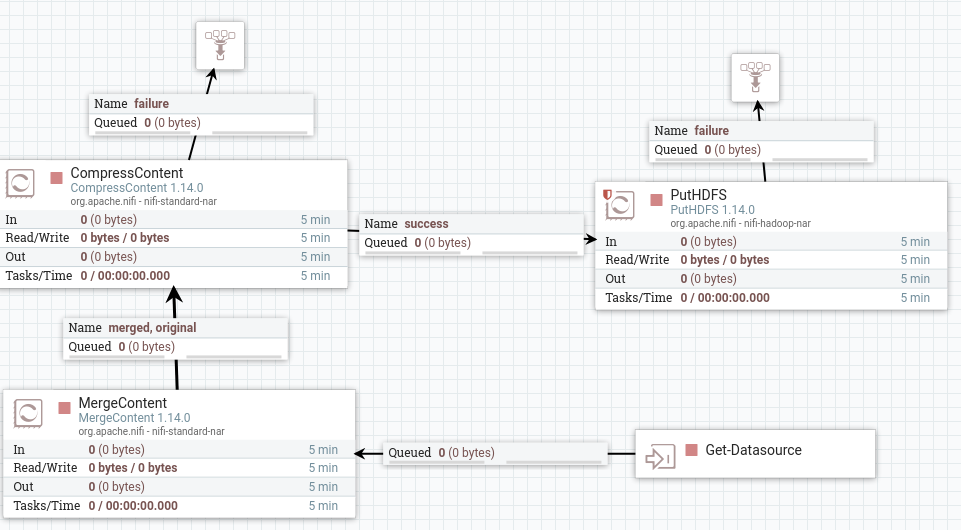 Name failure
Queued 0 (0 bytes)
CompressContent
CompressContent 1.14.0
org.apache.nifi - nifi-standard-nar
In 0 (0 bytes) 5 min
Read/Write 0 bytes / 0 bytes 5 min
Out 0 (0 bytes) 5 min
Tasks/Time 0 / 00:00:00.000 5 min
Name success
Queued 0 (0 bytes)
Name failure
Queued 0 (0 bytes)
PutHDFS
PutHDFS 1.14.0
org.apache.nifi - nifi-hadoop-nar
In 0 (0 bytes) 5 min
Read/Write 0 bytes / 0 bytes 5 min
Out 0 (0 bytes) 5 min
Tasks/Time 0 / 00:00:00.000 5 min
Name merged, original
Queued 0 (0 bytes)
MergeContent
MergeContent 1.14.0
org.apache.nifi - nifi-standard-nar
In 0 (0 bytes) 5 min
Read/Write 0 bytes / 0 bytes 5 min
Out 0 (0 bytes) 5 min
Tasks/Time 0 / 00:00:00.000 5 min
Queued 0 (0 bytes)
Get-Datasource